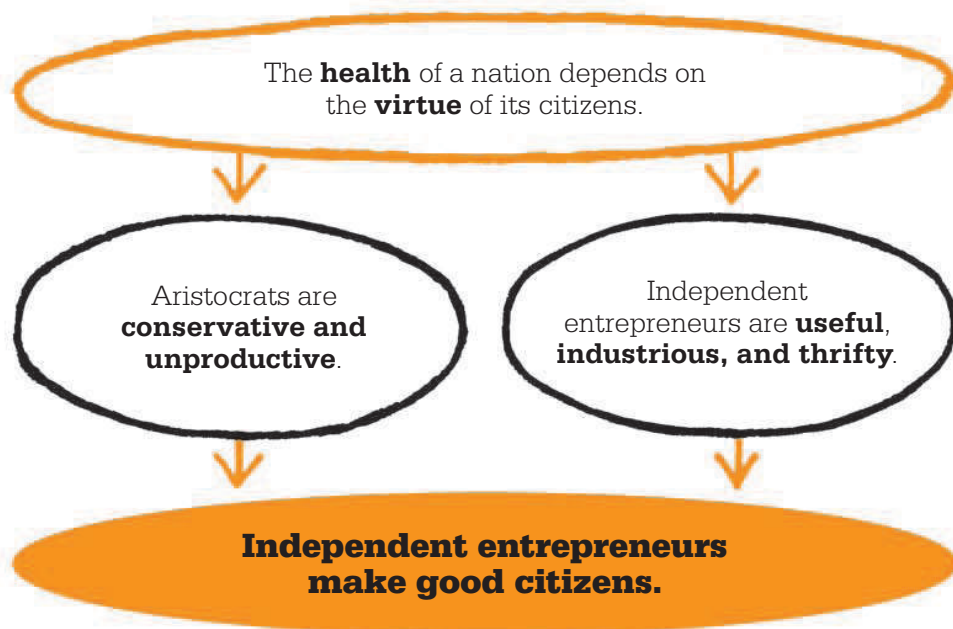 The health of a nation depends on
the virtue of its citizens.
Aristocrats are
conservative and
unproductive.
Independent
entrepreneurs are useful,
industrious, and thrifty.
Independent entrepreneurs
make good citizens.